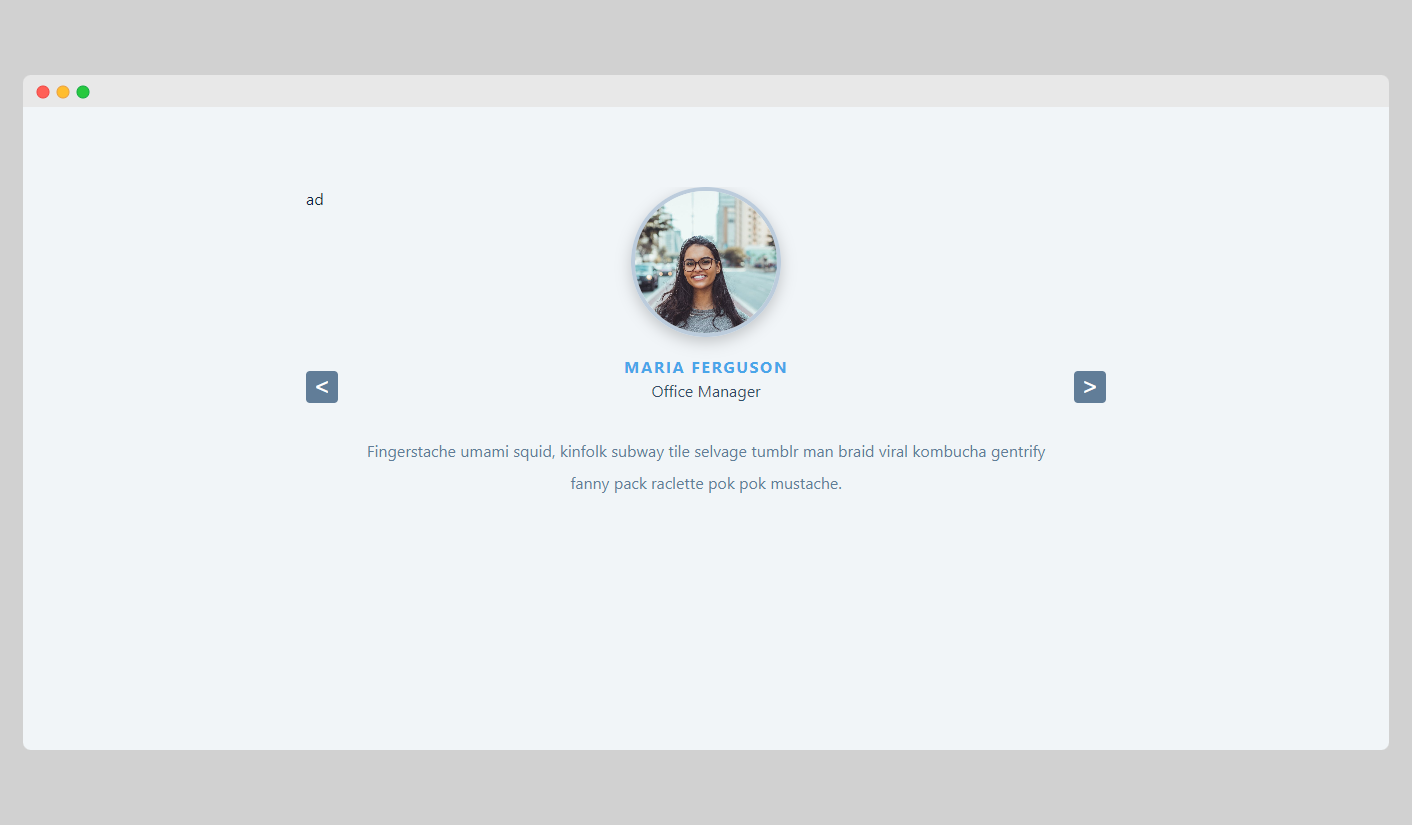 ad
MARIA FERGUSON
Office Manager
<
>
Fingerstache umami squid, kinfolk subway tile selvage tumblr man braid viral kombucha gentrify
fanny pack raclette pok pok mustache.